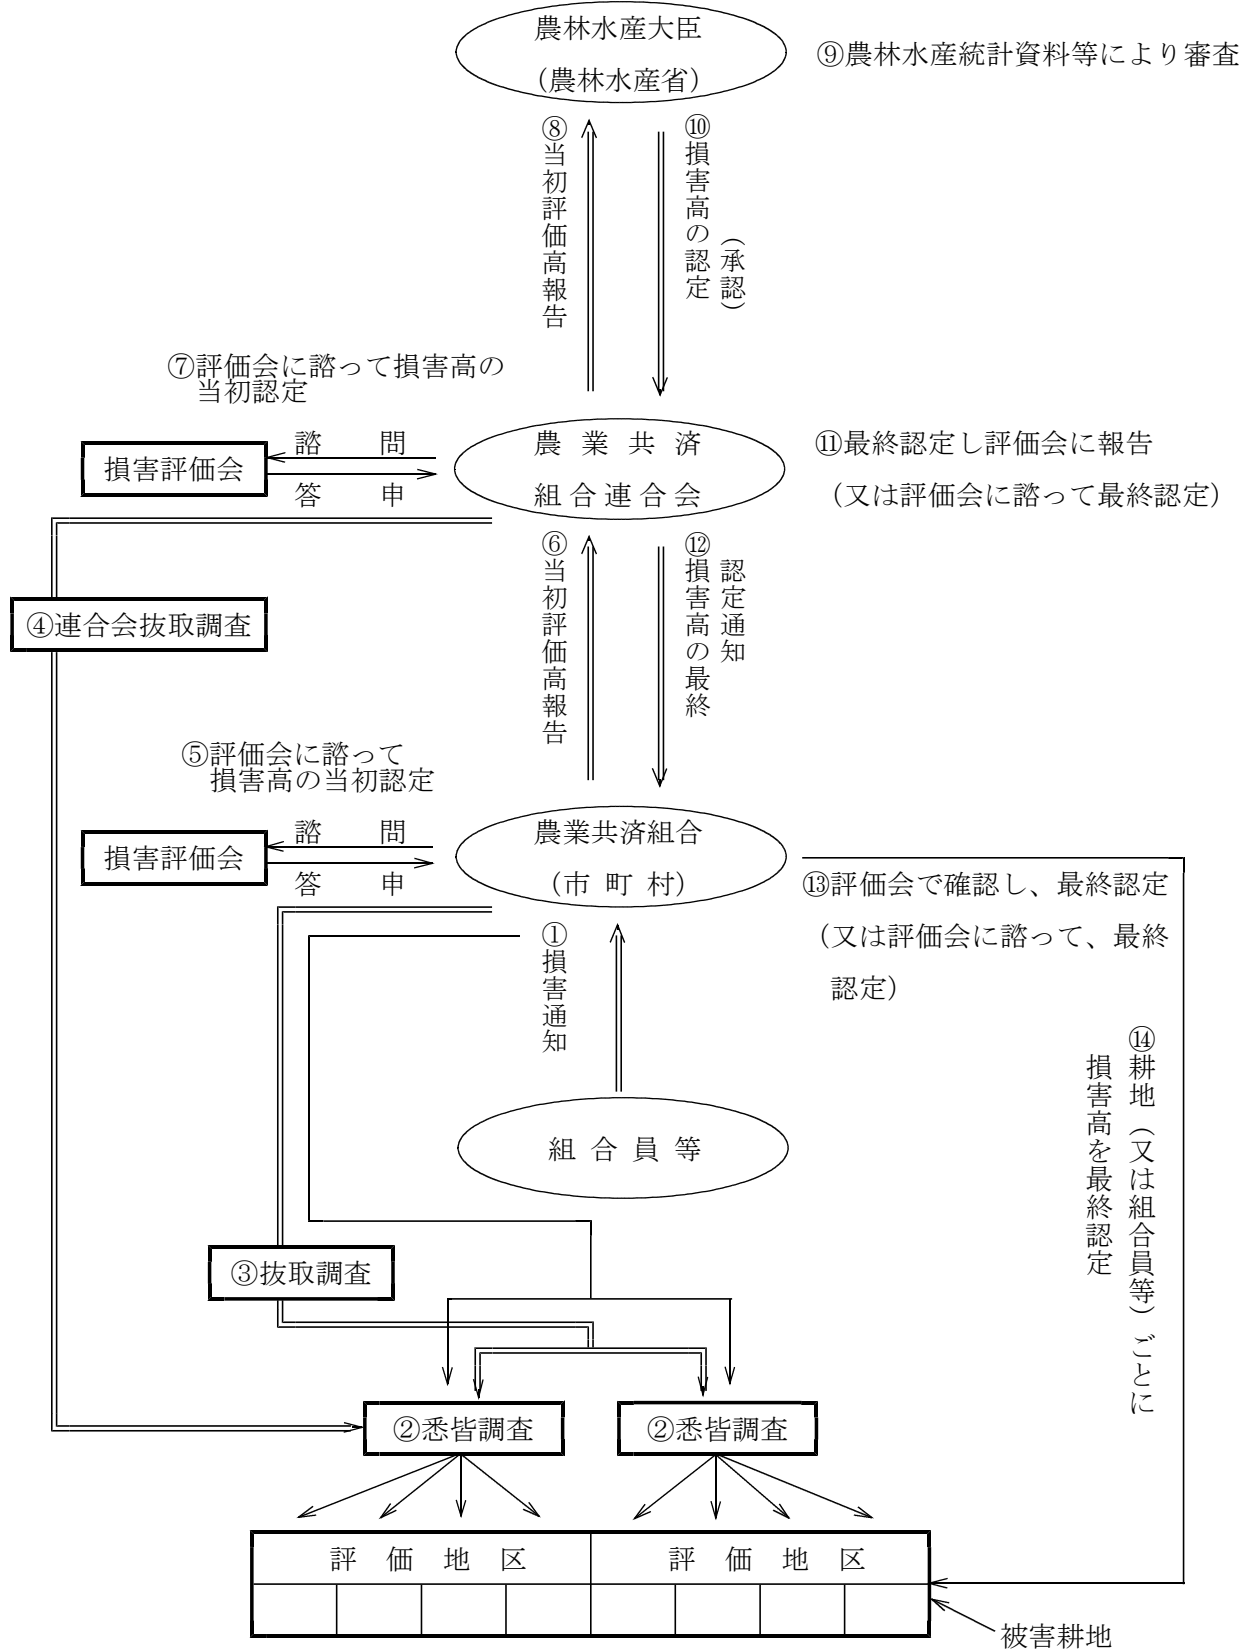 農林水産大臣
(農林水産省)
⑨農林水産統計資料等により審査
⑧当初評価高報告
⑩損害高の認定
(承認)
⑦評価会に諮って損害高の
当初認定
諮　問
損害評価会
答　申
農業共済
組合連合会
⑪最終認定し評価会に報告
(又は評価会に諮って最終認定)
⑥当初評価高報告
⑫損害高の最終
認定通知
④連合会抜取調査
⑤評価会に諮って
損害高の当初認定
諮　問
損害評価会
答　申
農業共済組合
(市町村)
⑬評価会で確認し、最終認定
(又は評価会に諮って、最終
認定)
①損害通知
組合員等
⑭耕地(又は組合員等)ごとに
損害高を最終認定
③抜取調査
②悉皆調査
②悉皆調査
評価地区
評価地区
被害耕地